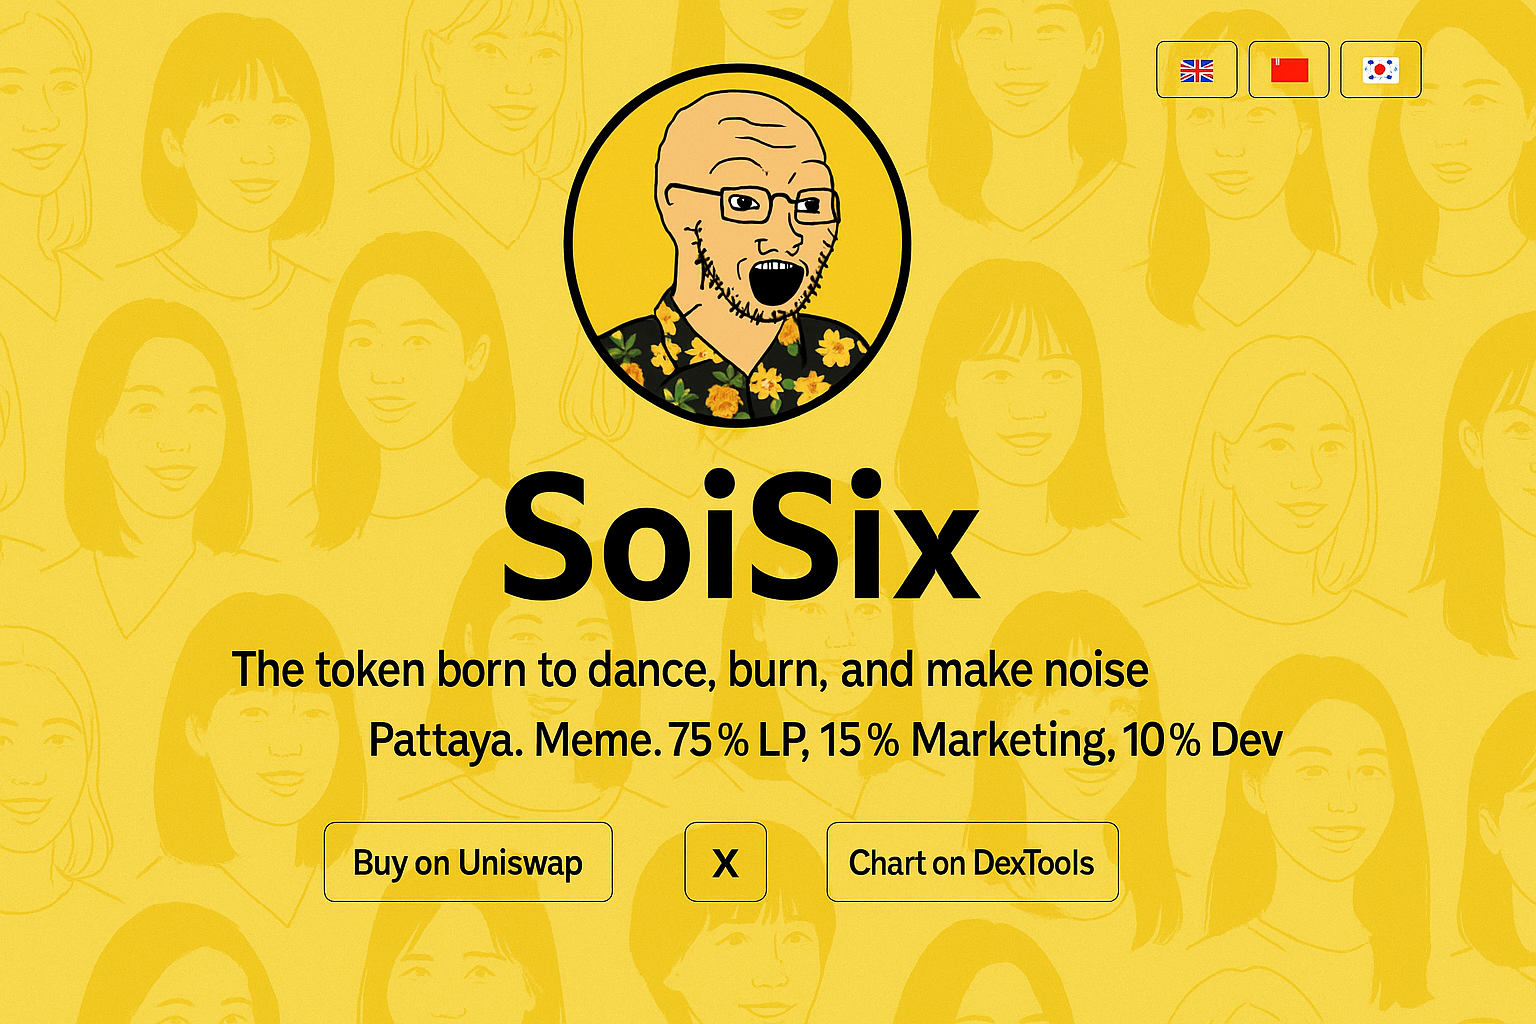 SoiSix
The token born to dance, burn, and make noise
Pattaya. Meme. 75% LP, 15% Marketing, 10% Dev
Buy on Uniswap
X
Chart on DexTools